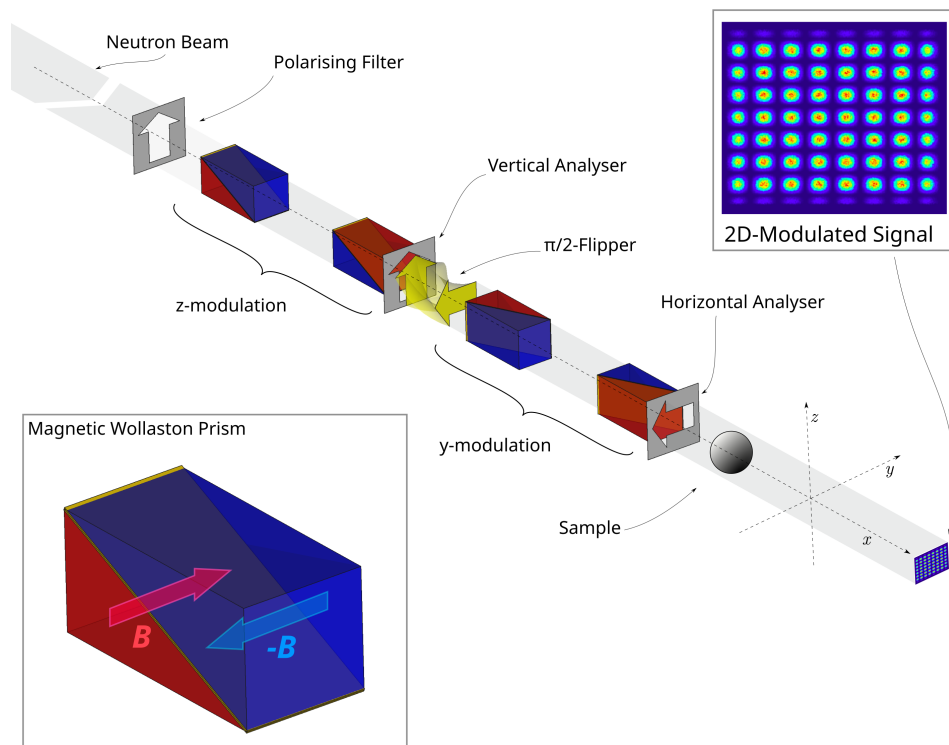 Neutron Beam
Polarising Filter
Vertical Analyser
π/2-Flipper
2D-Modulated Signal
z-modulation
Horizontal Analyser
y-modulation
Sample
z
y
x
Magnetic Wollaston Prism
B
-B